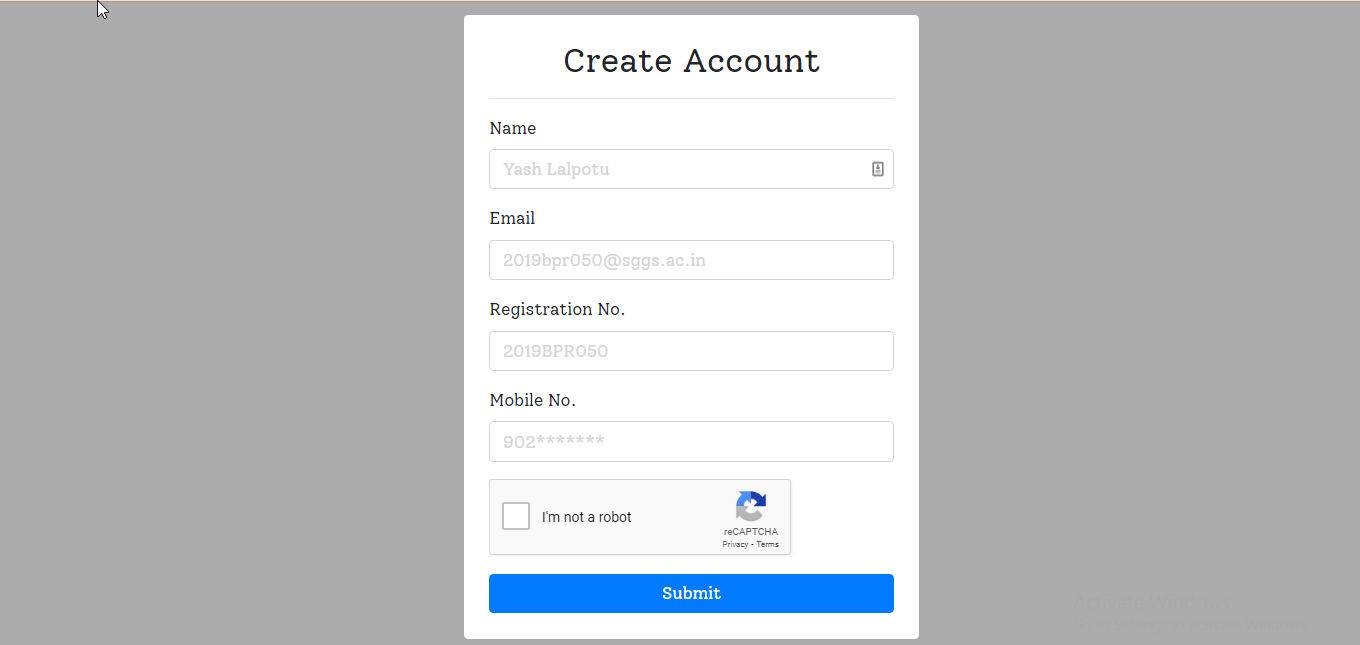 Create Account
Name
Yash Lalpotu
Email
2019bpr050@sggs.ac.in
Registration No.
2019BPR050
Mobile No.
902*******
I'm not a robot
reCAPTCHA
Privacy - Terms
Submit
Activate Windows
Go to Settings to activate Windows.